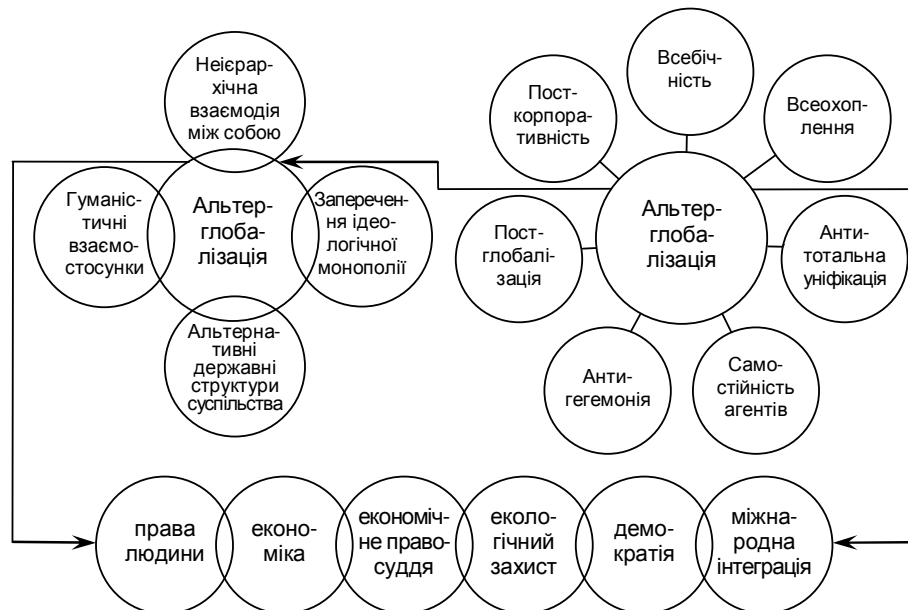 Неієрар-
хічна
взаємодія
між собою
Гуманіс-
тичні
взаємо-
стосунки
Альтер-
глоба-
лізація
Заперечен-
ня ідео-
логічної
монополії
Альтерна-
тивні
державні
структури
суспільства
Пост-
корпора-
тивність
Всебіч-
ність
Всеохоп-
лення
Пост-
глобалі-
зація
Альтер-
глоба-
лізація
Анти-
тотальна
уніфікація
Анти-
гегемонія
Само-
стійність
агентів
права
людини
еконо-
міка
економіч-
не право-
суддя
еколо-
гічний
захист
демо-
кратія
міжна-
родна
інтеграція